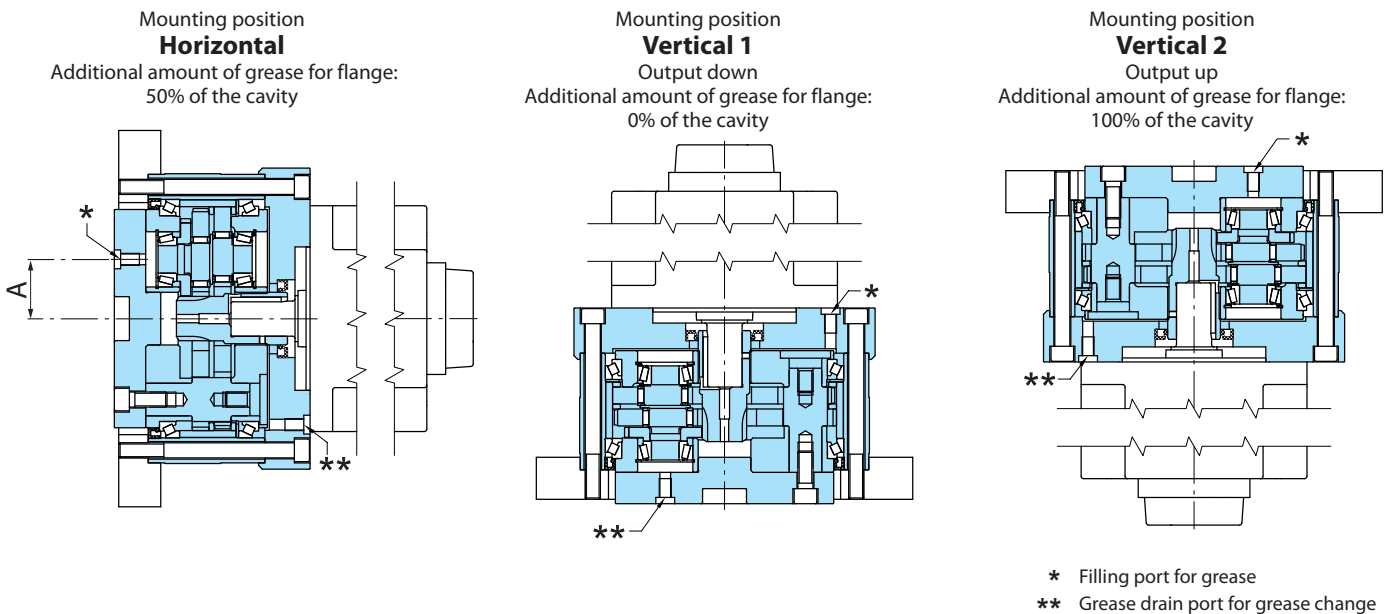 Mounting position
Horizontal
Additional amount of grease for flange:
50% of the cavity
*
A
**
Mounting position
Vertical 1
Output down
Additional amount of grease for flange:
0% of the cavity
*
**
Mounting position
Vertical 2
Output up
Additional amount of grease for flange:
100% of the cavity
*
**
* Filling port for grease
** Grease drain port for grease change